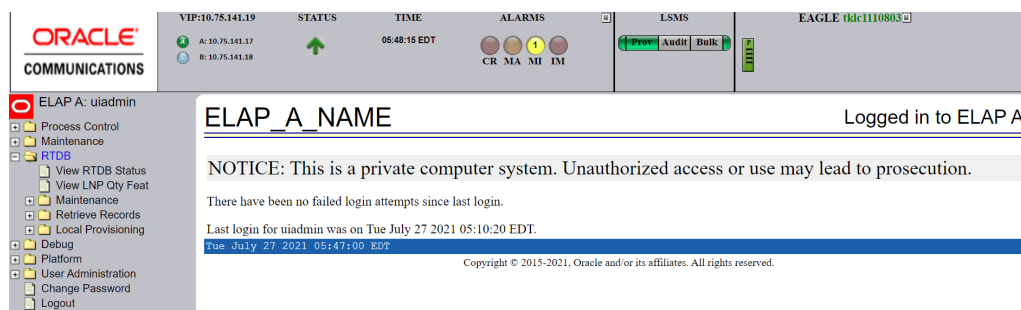 ORACLE
COMMUNICATIONS
VIP:10.75.141.19 STATUS TIME ALARMS LSMS EAGLE tklc1110803
A A: 10.75.141.17 05:48:15 EDT 1 Prov Audit Bulk P
B: 10.75.141.18
CR MA MI IM
ELAP A: uiadmin
Process Control
Maintenance
RTDB
View RTDB Status
View LNP Qty Feat
Maintenance
Retrieve Records
Local Provisioning
Debug
Platform
User Administration
Change Password
Logout
ELAP_A_NAME Logged in to ELAP A
NOTICE: This is a private computer system. Unauthorized access or use may lead to prosecution.
There have been no failed login attempts since last login.
Last login for uiadmin was on Tue July 27 2021 05:10:20 EDT.
Tue July 27 2021 05:47:00 EDT
Copyright © 2015-2021, Oracle and/or its affiliates. All rights reserved.